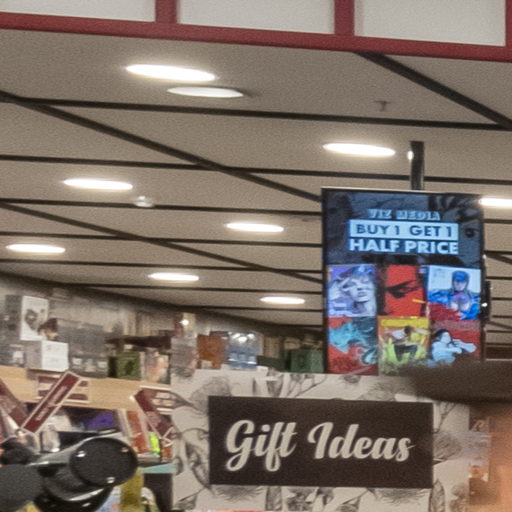 VIZ MEDIA
BUY 1 GET 1
HALF PRICE
Gift Ideas